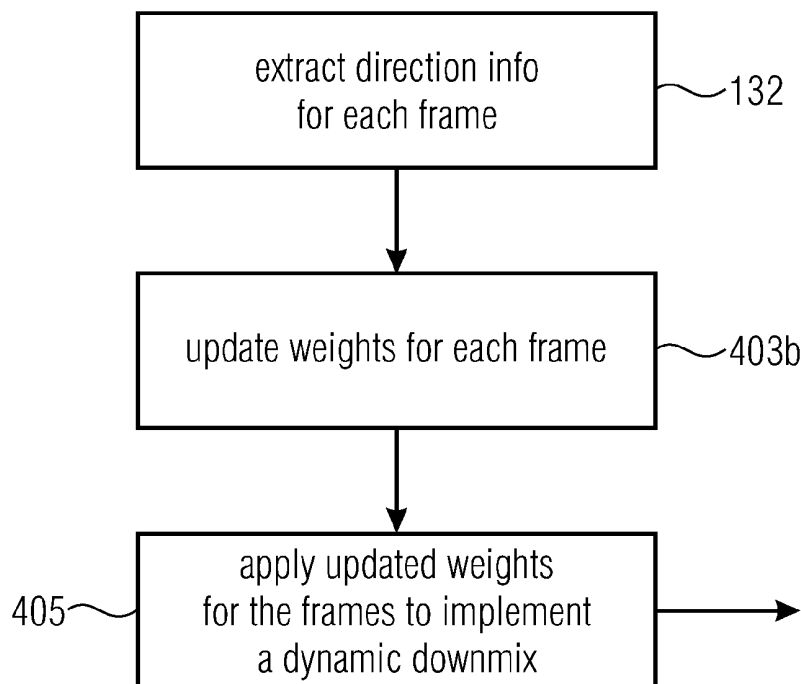 extract direction info
for each frame
132
update weights for each frame
403b
apply updated weights
for the frames to implement
a dynamic downmix
405